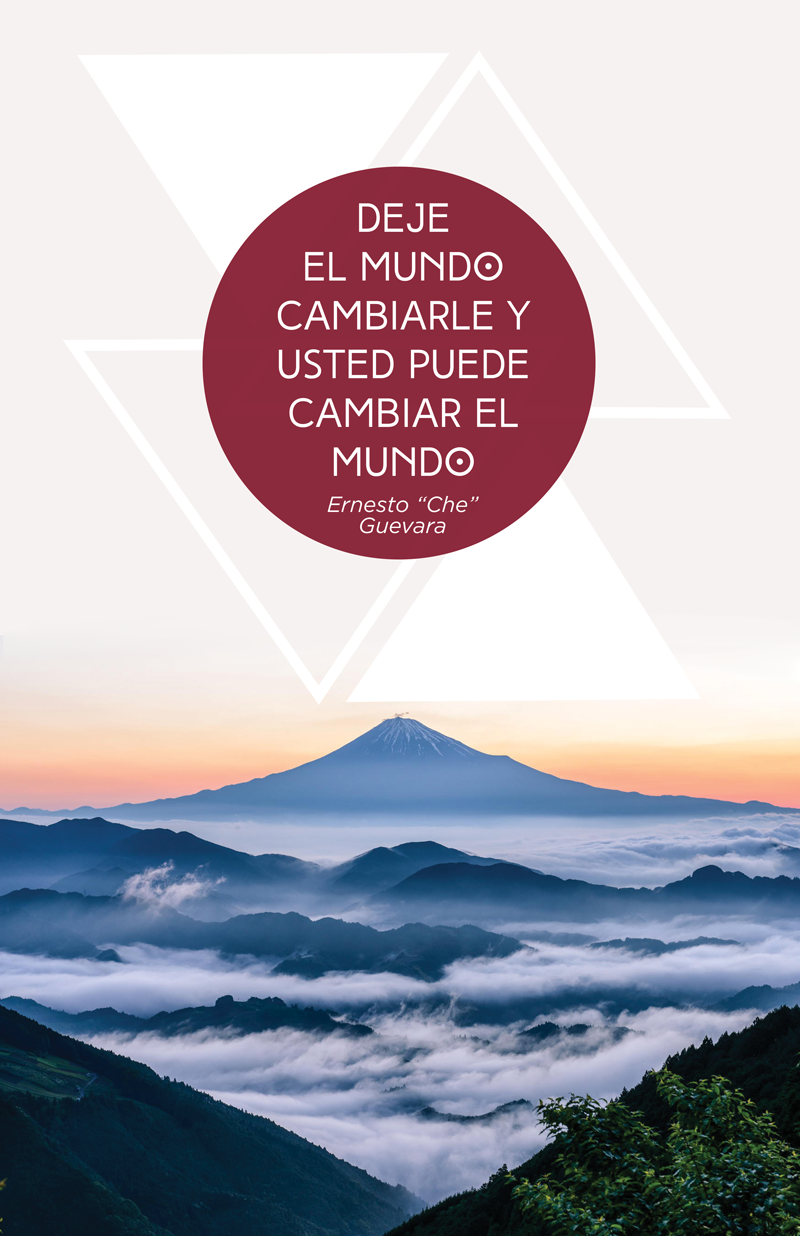 DEJE
EL MUNDO
CAMBIARLE Y
USTED PUEDE
CAMBIAR EL
MUNDO
Ernesto “Che”
Guevara